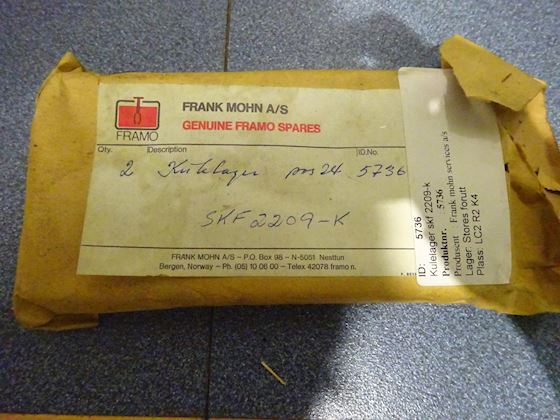 FRAMO
FRANK MOHN A/S
GENUINE FRAMO SPARES
Qty. Description ID.No.
2 Kulelager pos 24 5736
SKF 2209-K
FRANK MOHN A/S – P.O. Box 98 – N-5051 Nesttun
Bergen, Norway – Ph. (05) 10 06 00 – Telex 42078 framo n.
ID: 5736
Kulelager skf 2209-k
Produktnr. 5736
Produsent Frank mohn services a/s
Lager: Stores forutt
Plass: LC2 R2 K4